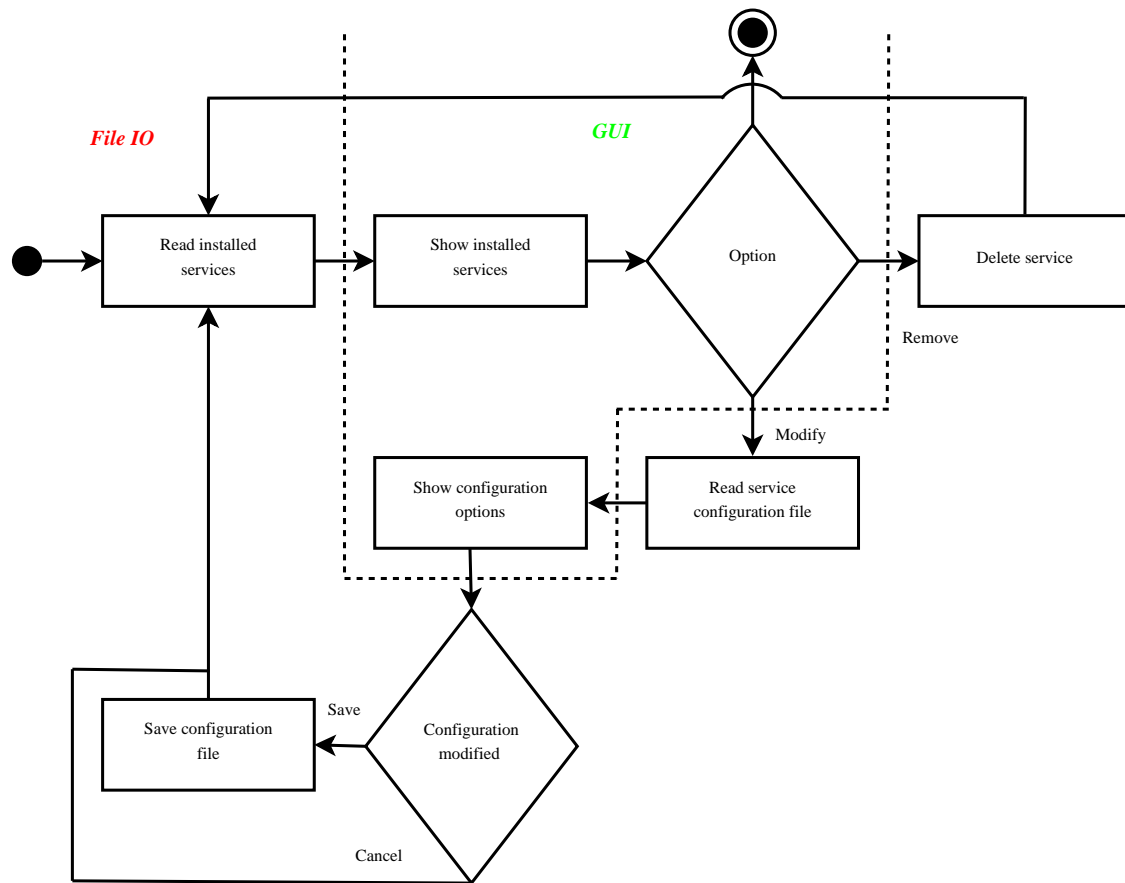 File IO
GUI
Read installed
services
Show installed
services
Option
Delete service
Remove
Modify
Show configuration
options
Read service
configuration file
Save
Save configuration
file
Configuration
modified
Cancel